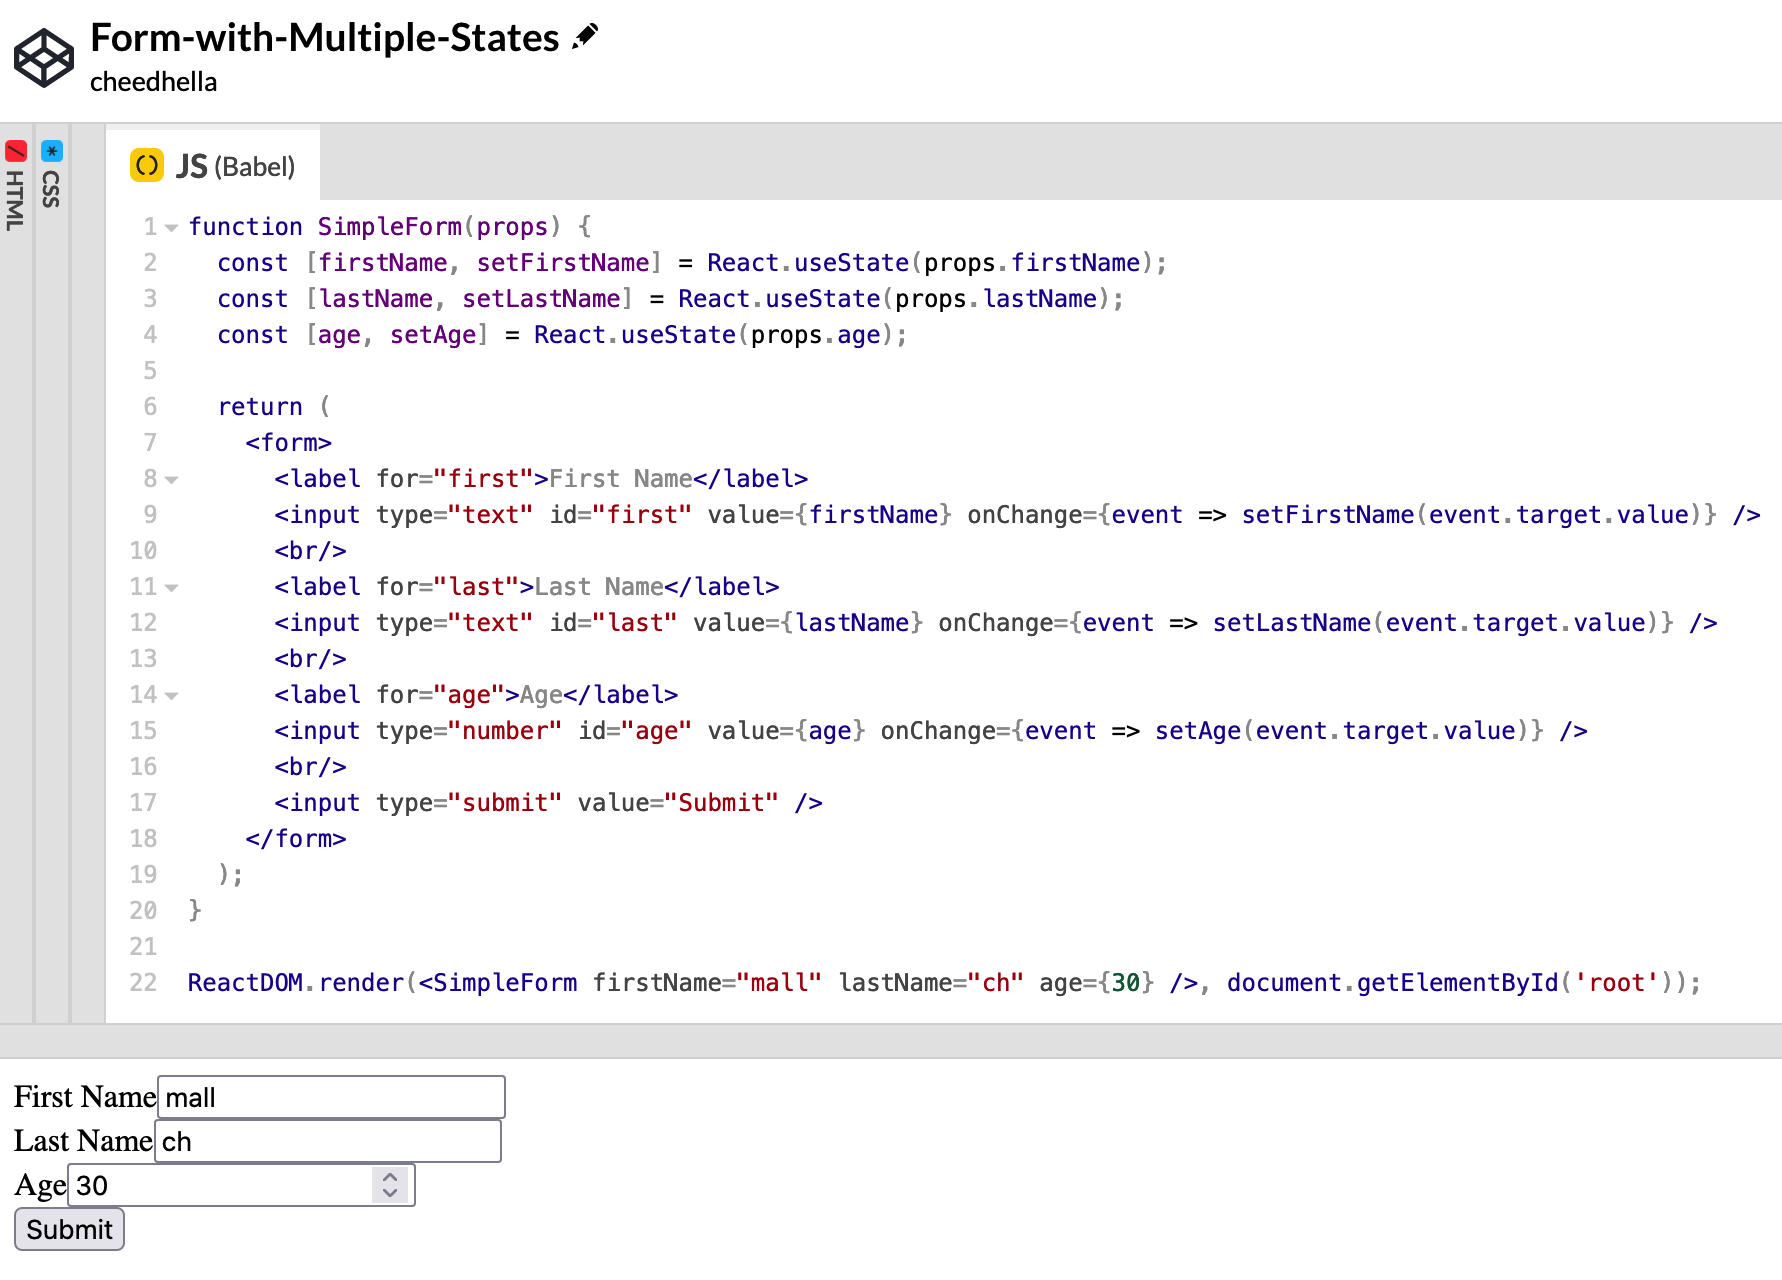 Form-with-Multiple-States
cheedhella
HTML
* CSS
() JS (Babel)
1 function SimpleForm(props) {
2   const [firstName, setFirstName] = React.useState(props.firstName);
3   const [lastName, setLastName] = React.useState(props.lastName);
4   const [age, setAge] = React.useState(props.age);
5
6   return (
7     <form>
8       <label for="first">First Name</label>
9       <input type="text" id="first" value={firstName} onChange={event => setFirstName(event.target.value)} />
10       <br/>
11       <label for="last">Last Name</label>
12       <input type="text" id="last" value={lastName} onChange={event => setLastName(event.target.value)} />
13       <br/>
14       <label for="age">Age</label>
15       <input type="number" id="age" value={age} onChange={event => setAge(event.target.value)} />
16       <br/>
17       <input type="submit" value="Submit" />
18     </form>
19   );
20 }
21
22 ReactDOM.render(<SimpleForm firstName="mall" lastName="ch" age={30} />, document.getElementById('root'));
First Name mall
Last Name ch
Age 30
Submit